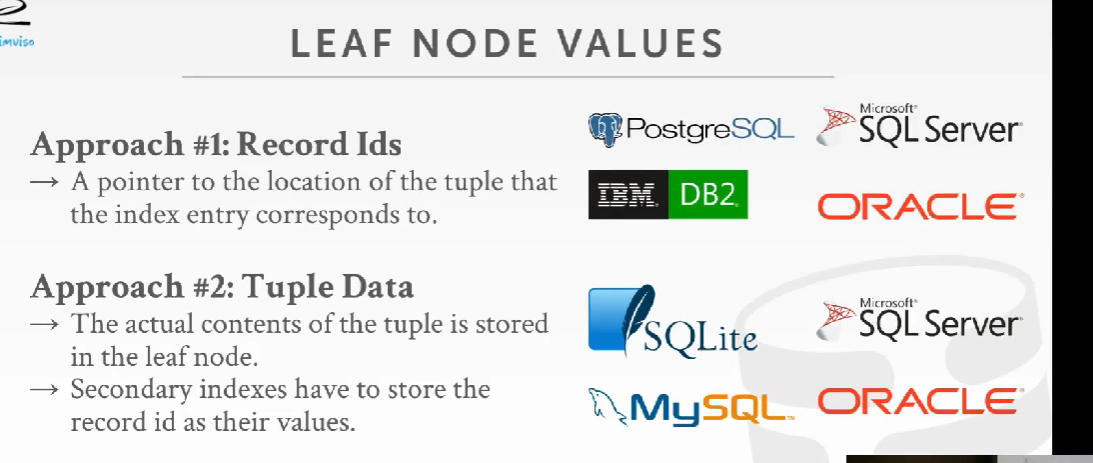 imviso
LEAF NODE VALUES
Approach #1: Record Ids
→ A pointer to the location of the tuple that
the index entry corresponds to.
PostgreSQL
Microsoft®
SQL Server®
IBM® DB2®
ORACLE®
Approach #2: Tuple Data
→ The actual contents of the tuple is stored
in the leaf node.
→ Secondary indexes have to store the
record id as their values.
SQLite
Microsoft®
SQL Server®
MySQL™
ORACLE®